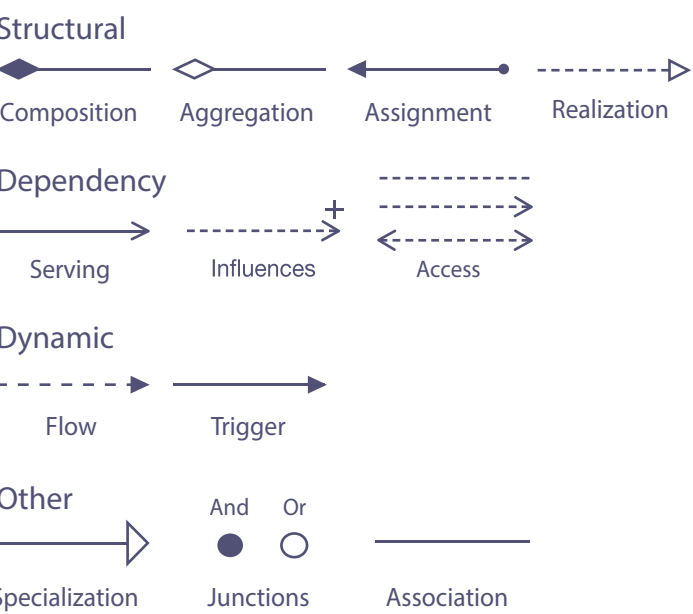 Structural
Composition Aggregation Assignment Realization
Dependency
+
Serving Influences Access
Dynamic
Flow Trigger
Other
And Or
Specialization Junctions Association